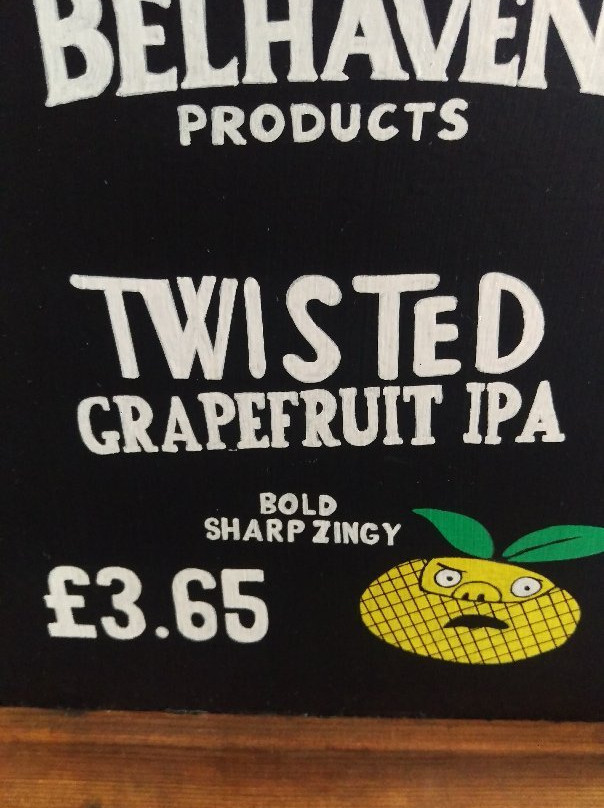 BELHAVEN
PRODUCTS
TWISTED
GRAPEFRUIT IPA
BOLD
SHARP ZINGY
£3.65